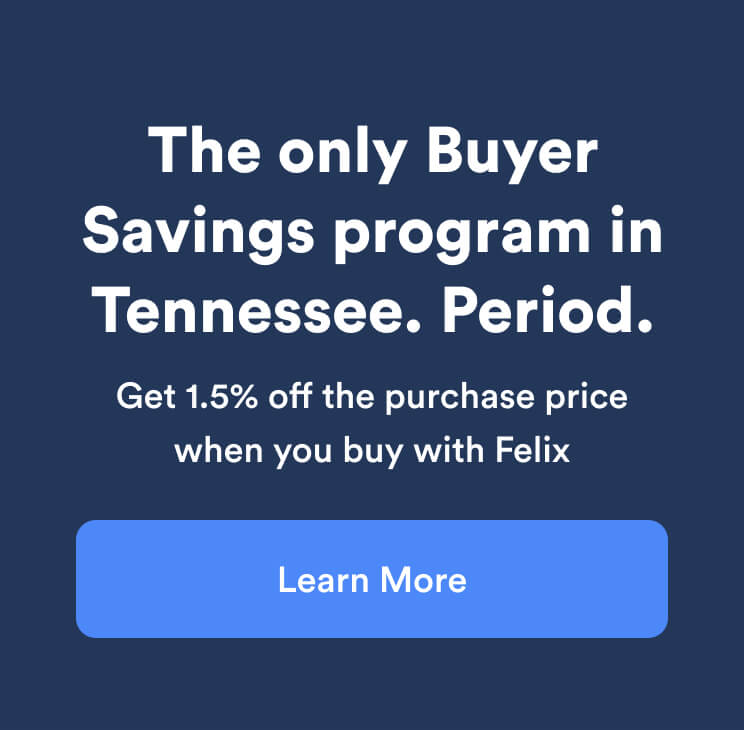 The only Buyer
Savings program in
Tennessee. Period.
Get 1.5% off the purchase price
when you buy with Felix
Learn More